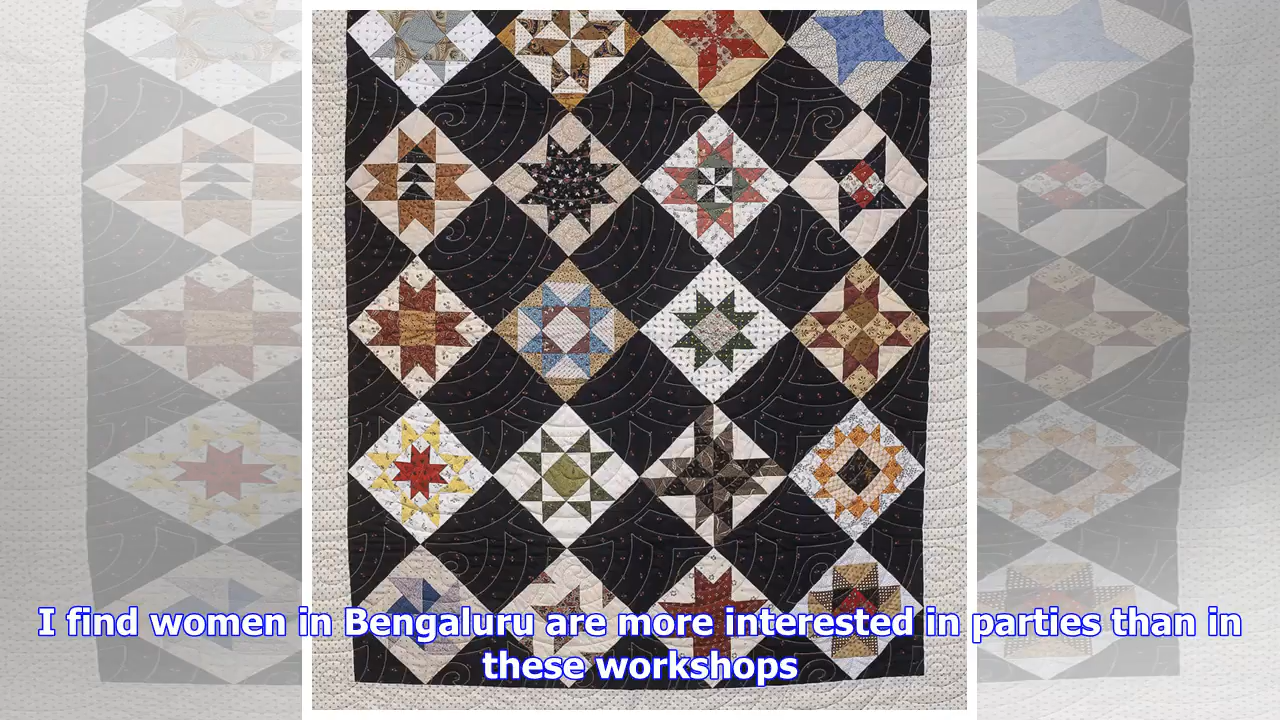 I find women in Bengaluru are more interested in parties than in
these workshops